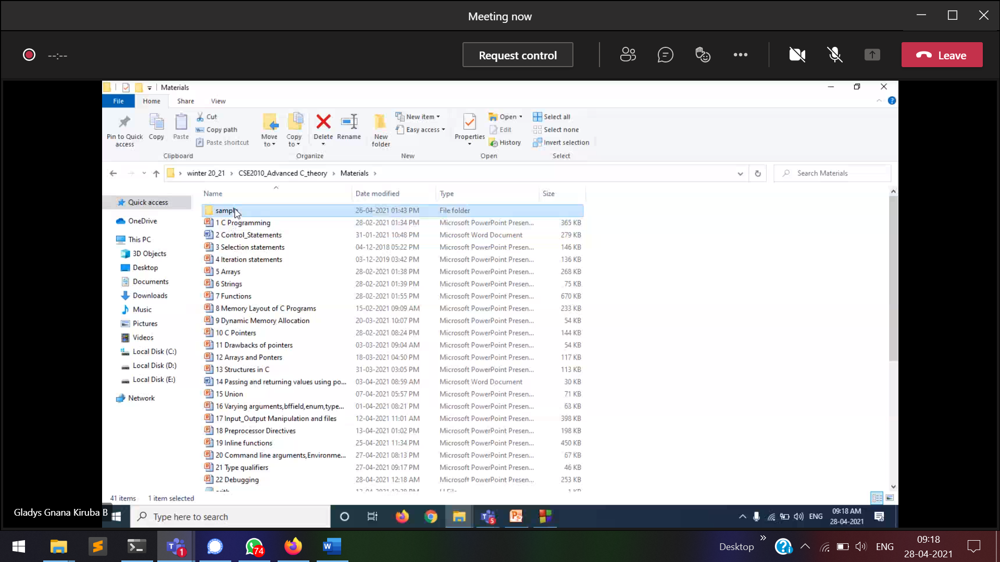 Meeting now
--:--
Request control
Leave
Materials
File Home Share View
Pin to Quick access
Copy
Paste
Cut
Copy path
Paste shortcut
Clipboard
Move to
Copy to
Delete
Rename
Organize
New folder
New item
Easy access
New
Properties
Open
Edit
History
Open
Select all
Select none
Invert selection
Select
winter 20_21 CSE2010_Advanced C_theory Materials
Search Materials
Quick access
OneDrive
This PC
3D Objects
Desktop
Documents
Downloads
Music
Pictures
Videos
Local Disk (C:)
Local Disk (D:)
Local Disk (E:)
Network
Name Date modified Type Size
26-04-2021 01:43 PM File folder
1 C Programming 28-02-2021 01:34 PM Microsoft PowerPoint Presen... 365 KB
2 Control_Statements 31-01-2021 10:48 PM Microsoft Word Document 279 KB
3 Selection statements 04-12-2018 05:22 PM Microsoft PowerPoint Presen... 146 KB
4 Iteration statements 03-12-2019 03:42 PM Microsoft PowerPoint Presen... 136 KB
5 Arrays 28-02-2021 01:38 PM Microsoft PowerPoint Presen... 268 KB
6 Strings 28-02-2021 01:39 PM Microsoft PowerPoint Presen... 75 KB
7 Functions 28-02-2021 01:55 PM Microsoft PowerPoint Presen... 670 KB
8 Memory Layout of C Programs 15-02-2021 09:09 AM Microsoft PowerPoint Presen... 233 KB
9 Dynamic Memory Allocation 20-03-2021 10:07 PM Microsoft PowerPoint Presen... 54 KB
10 C Pointers 28-02-2021 08:24 PM Microsoft PowerPoint Presen... 144 KB
11 Drawbacks of pointers 03-03-2021 09:04 AM Microsoft PowerPoint Presen... 54 KB
12 Arrays and Ponters 18-03-2021 04:50 PM Microsoft PowerPoint Presen... 117 KB
13 Structures in C 31-03-2021 03:05 PM Microsoft PowerPoint Presen... 113 KB
14 Passing and returning values using po... 03-04-2021 08:59 AM Microsoft Word Document 30 KB
15 Union 07-04-2021 05:57 PM Microsoft PowerPoint Presen... 71 KB
16 Varying arguments,bffield,enum,type... 01-04-2021 08:21 PM Microsoft PowerPoint Presen... 63 KB
17 Input_Output Manipulation and files 12-04-2021 11:01 AM Microsoft PowerPoint Presen... 398 KB
18 Preprocessor Directives 13-04-2021 01:02 PM Microsoft PowerPoint Presen... 198 KB
19 Inline functions 25-04-2021 11:34 PM Microsoft PowerPoint Presen... 450 KB
20 Command line arguments,Environme... 27-04-2021 08:13 PM Microsoft PowerPoint Presen... 67 KB
21 Type qualifiers 27-04-2021 09:17 PM Microsoft PowerPoint Presen... 46 KB
22 Debugging 28-04-2021 12:18 AM Microsoft PowerPoint Presen... 253 KB
41 items 1 item selected
Gladys Gnana Kiruba B
Type here to search
ENG
09:18 AM
28-04-2021
74
1
Desktop
ENG
09:18
28-04-2021